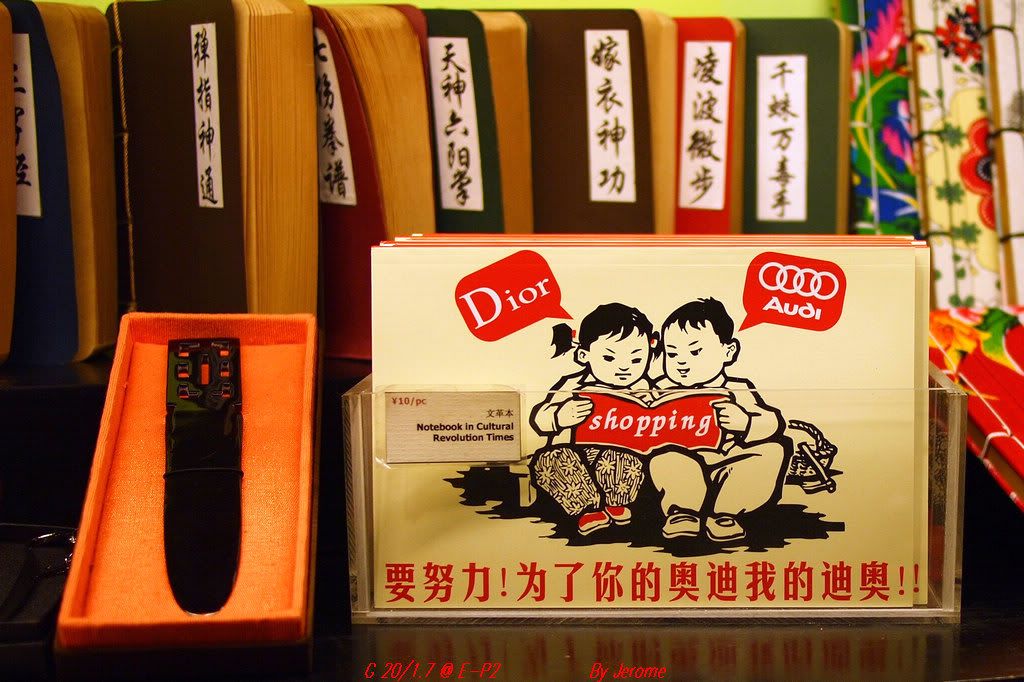 弹指神通
七伤拳谱
天神六阳掌
嫁衣神功
凌波微步
千蛛万毒手
Dior
Audi
shopping
¥10/pc
文革本
Notebook in Cultural
Revolution Times
要努力!为了你的奥迪我的迪奥!!
G 20/1.7 @ E-P2 By Jerome